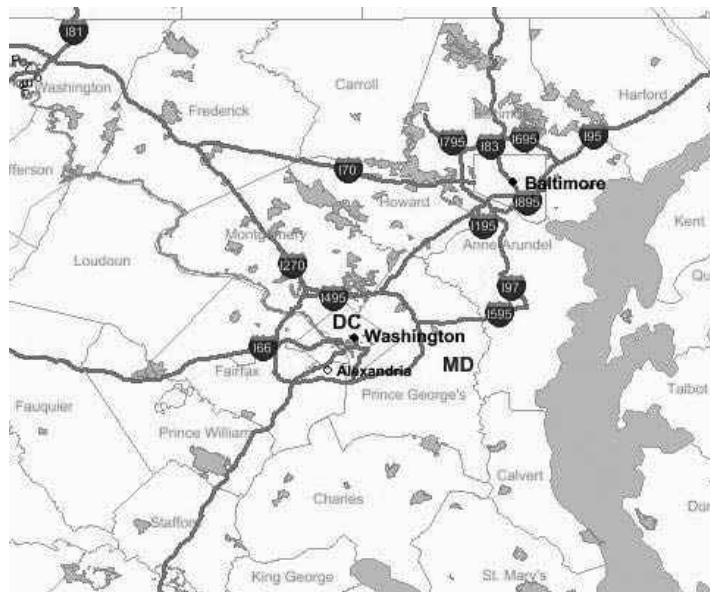 I81
Washington
Carroll
Harford
Frederick
I795
I83
I695
I95
I70
Baltimore
Howard
I895
I195
Kent
Montgomery
Anne Arundel
Loudoun
I270
I97
I495
I595
DC
Washington
I66
MD
Fairfax
Alexandria
Prince George's
Talbot
Fauquier
Prince William
Calvert
Charles
Stafford
King George
St. Mary's